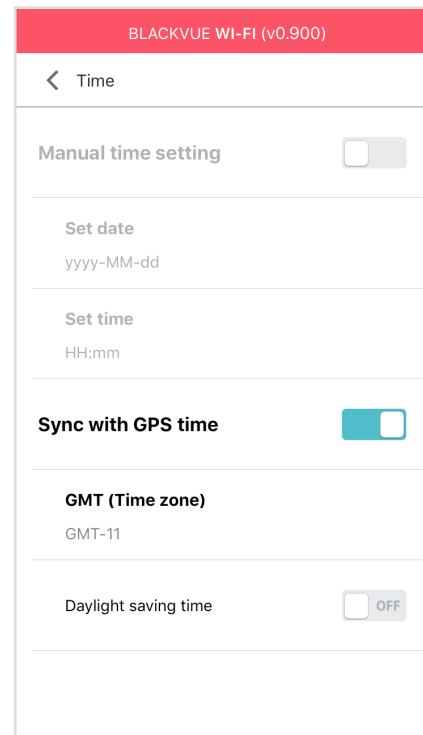 BLACKVUE WI-FI (v0.900)
Time
Manual time setting
Set date
yyyy-MM-dd
Set time
HH:mm
Sync with GPS time
GMT (Time zone)
GMT-11
Daylight saving time OFF